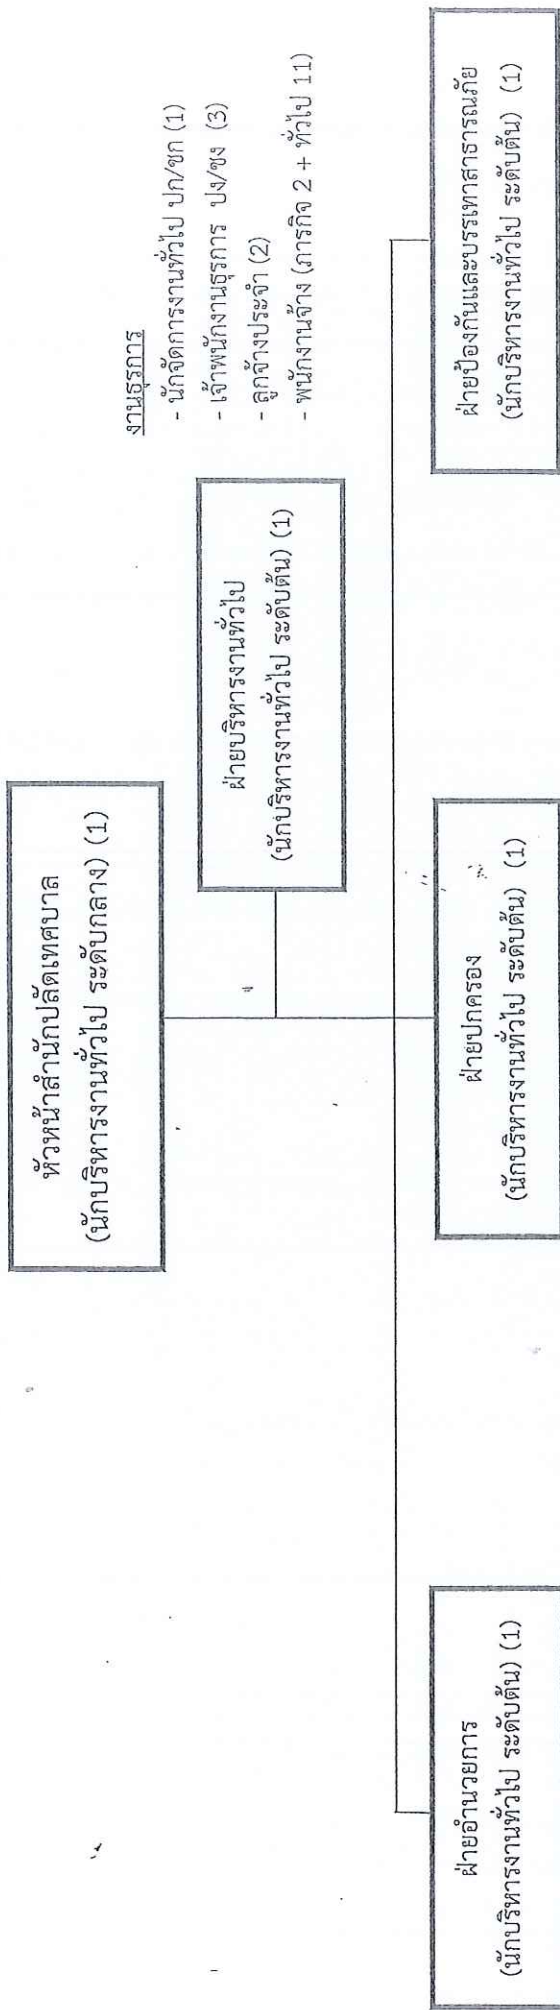 หัวหน้าสำนักปลัดเทศบาล
(นักบริหารงานทั่วไป ระดับกลาง) (1)
ฝ่ายบริหารงานทั่วไป
(นักบริหารงานทั่วไป ระดับต้น) (1)
งานธุรการ
- นักจัดการงานทั่วไป ปก/ชก (1)
- เจ้าพนักงานธุรการ ปง/ชง (3)
- ลูกจ้างประจำ (2)
- พนักงานจ้าง (ภารกิจ 2 + ทั่วไป 11)
ฝ่ายอำนวยการ
(นักบริหารงานทั่วไป ระดับต้น) (1)
ฝ่ายปกครอง
(นักบริหารงานทั่วไป ระดับต้น) (1)
ฝ่ายป้องกันและบรรเทาสาธารณภัย
(นักบริหารงานทั่วไป ระดับต้น) (1)